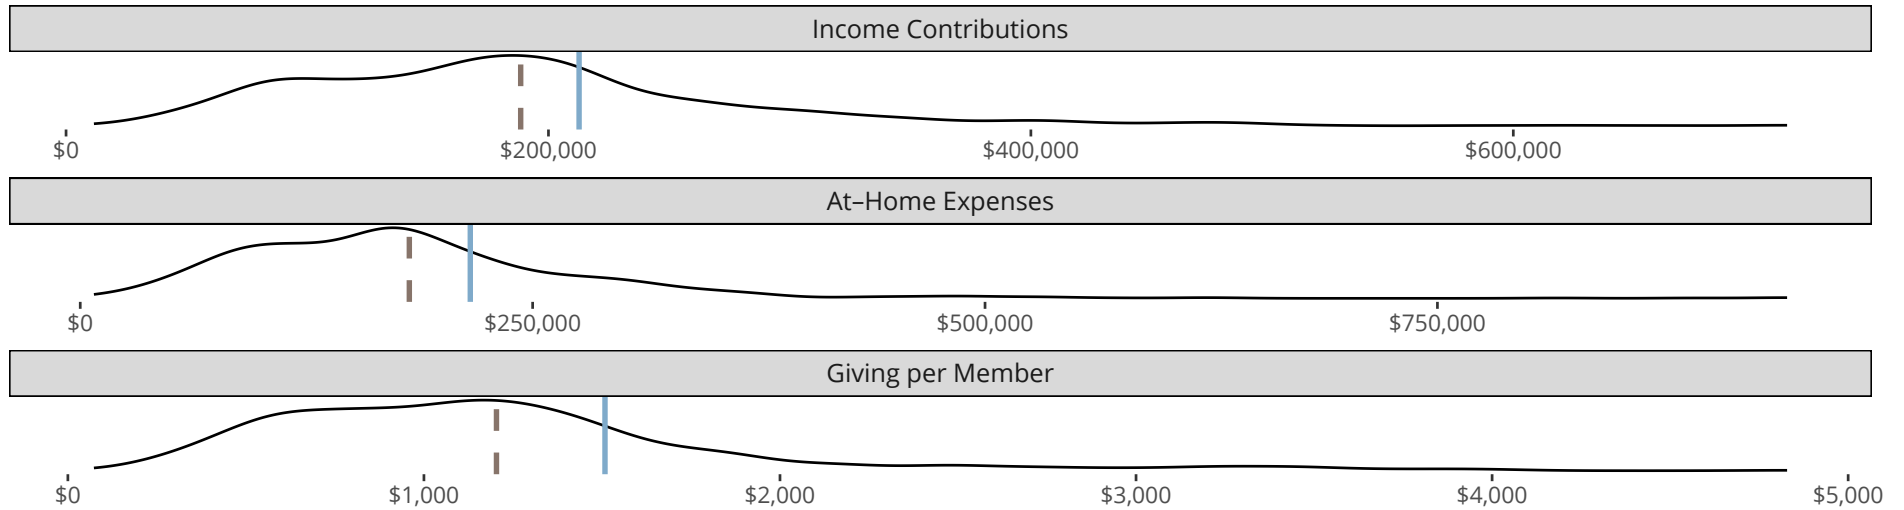 Income Contributions
$0 $200,000 $400,000 $600,000
At–Home Expenses
$0 $250,000 $500,000 $750,000
Giving per Member
$0 $1,000 $2,000 $3,000 $4,000 $5,000